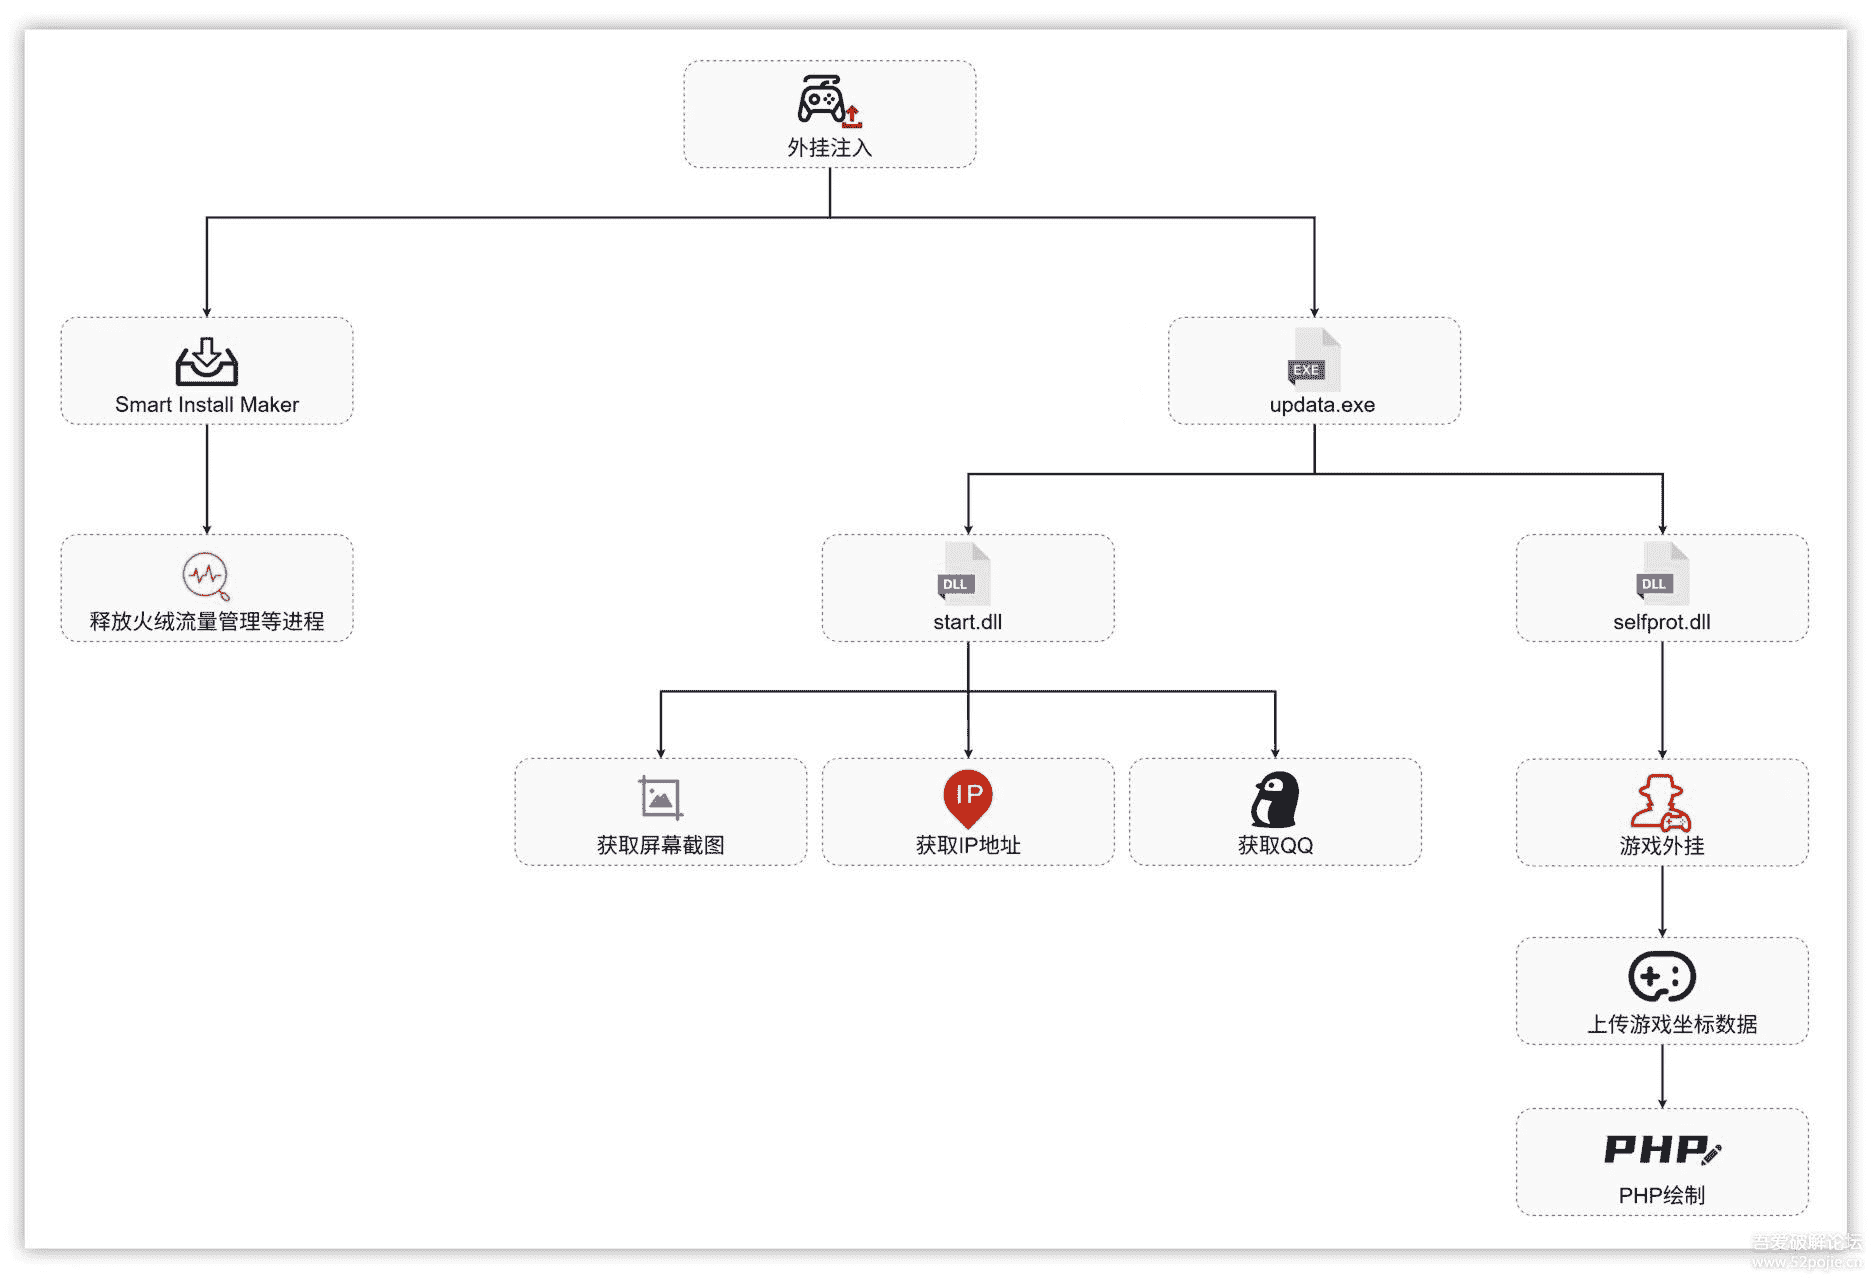 外挂注入
Smart Install Maker
EXE
updata.exe
释放火绒流量管理等进程
DLL
start.dll
DLL
selfprot.dll
获取屏幕截图
IP
获取IP地址
获取QQ
游戏外挂
上传游戏坐标数据
PHP
PHP绘制
吾爱破解论坛
www.52pojie.cn